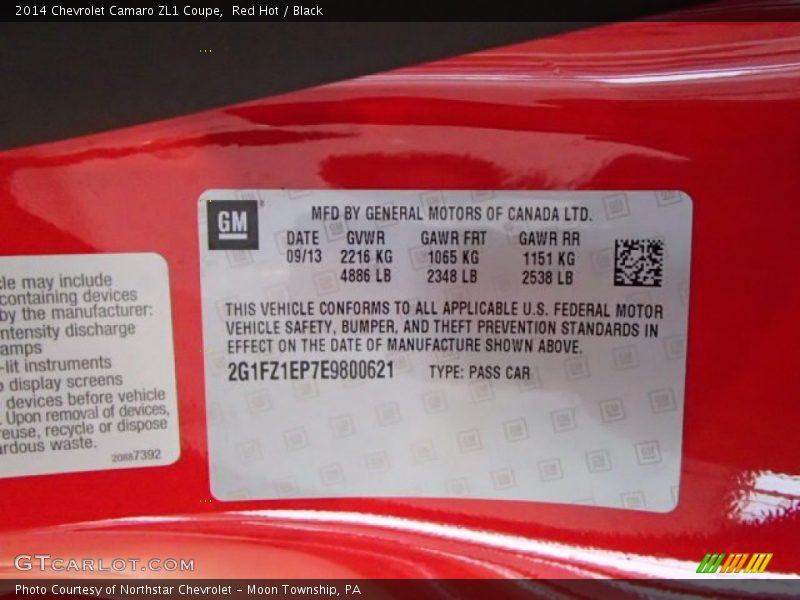 2014 Chevrolet Camaro ZL1 Coupe,  Red Hot / Black
GM
MFD BY GENERAL MOTORS OF CANADA LTD.
DATE GVWR GAWR FRT GAWR RR
09/13 2216 KG 1065 KG 1151 KG
4886 LB 2348 LB 2538 LB
THIS VEHICLE CONFORMS TO ALL APPLICABLE U.S. FEDERAL MOTOR
VEHICLE SAFETY, BUMPER, AND THEFT PREVENTION STANDARDS IN
EFFECT ON THE DATE OF MANUFACTURE SHOWN ABOVE.
2G1FZ1EP7E9800621 TYPE: PASS CAR
cle may include
containing devices
by the manufacturer:
ntensity discharge
amps
-lit instruments
display screens
devices before vehicle
. Upon removal of devices,
reuse, recycle or dispose
ardous waste.
20887392
GTcarlot.com
Photo Courtesy of Northstar Chevrolet - Moon Township, PA